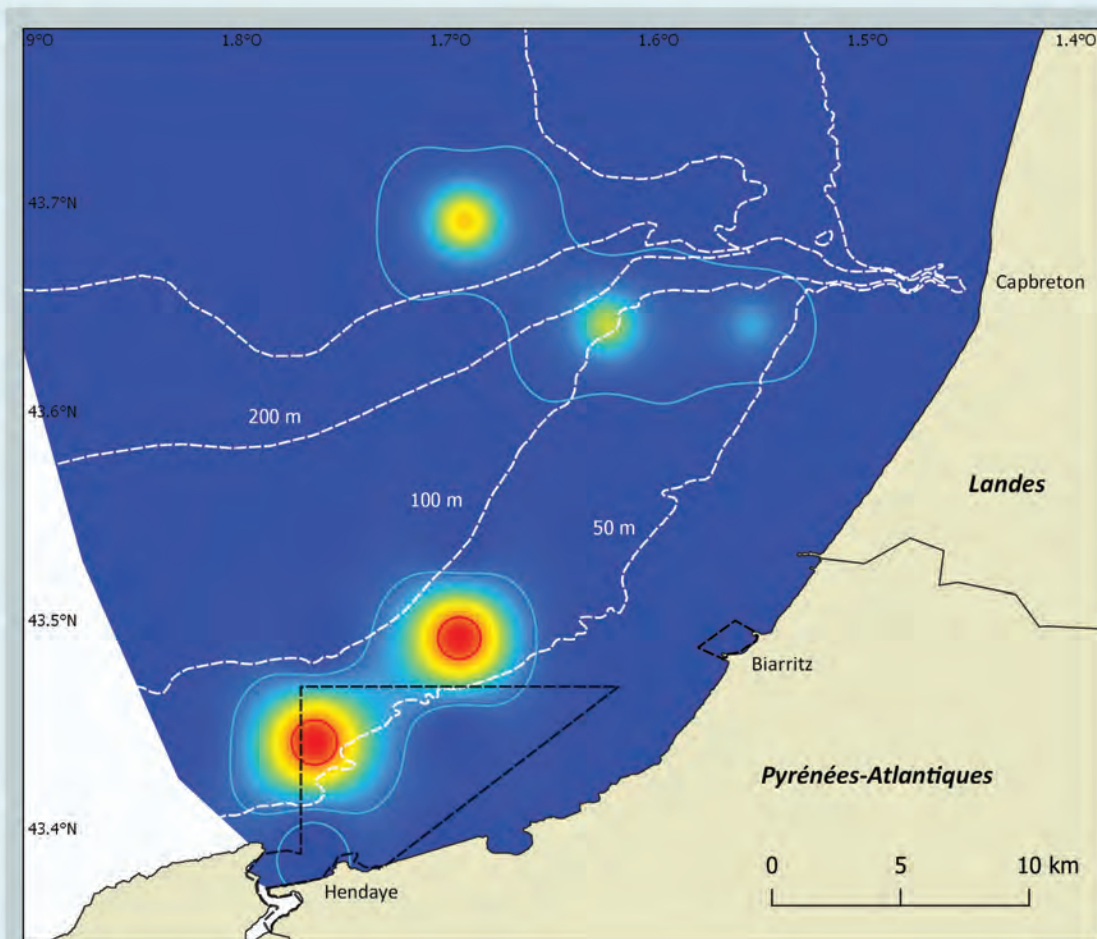 9°O 1.8°O 1.7°O 1.6°O 1.5°O 1.4°O
43.7°N
Capbreton
43.6°N
200 m
Landes
100 m
50 m
43.5°N
Biarritz
Pyrénées-Atlantiques
43.4°N
0 5 10 km
Hendaye